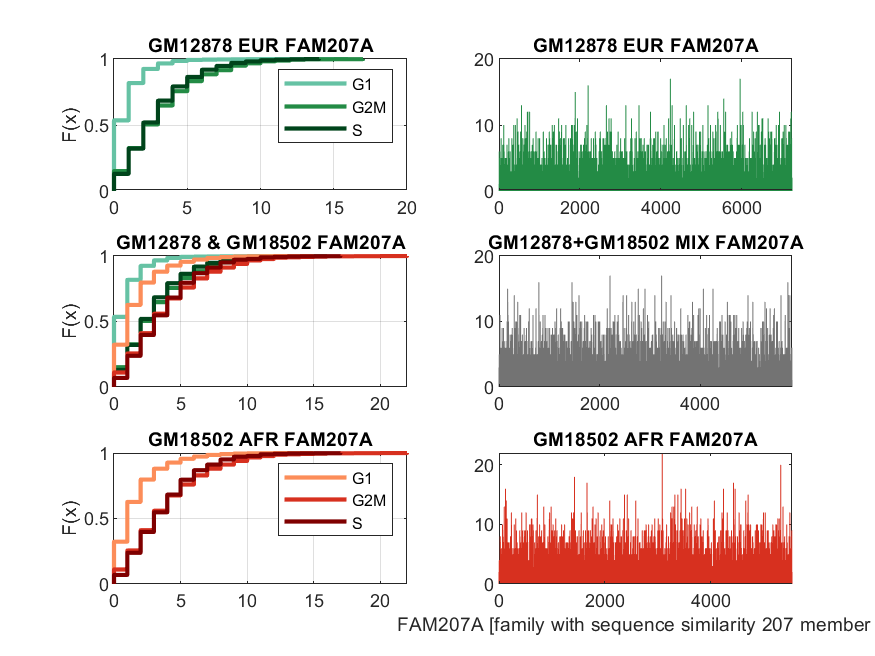 GM12878 EUR FAM207A
F(x)
1
0.5
0
0 5 10 15 20
G1
G2M
S
GM12878 EUR FAM207A
20
10
0
0 2000 4000 6000
GM12878 & GM18502 FAM207A
F(x)
1
0.5
0
0 5 10 15 20
GM12878+GM18502 MIX FAM207A
20
10
0
0 2000 4000
GM18502 AFR FAM207A
F(x)
1
0.5
0
0 5 10 15 20
G1
G2M
S
GM18502 AFR FAM207A
20
10
0
0 2000 4000
FAM207A [family with sequence similarity 207 member